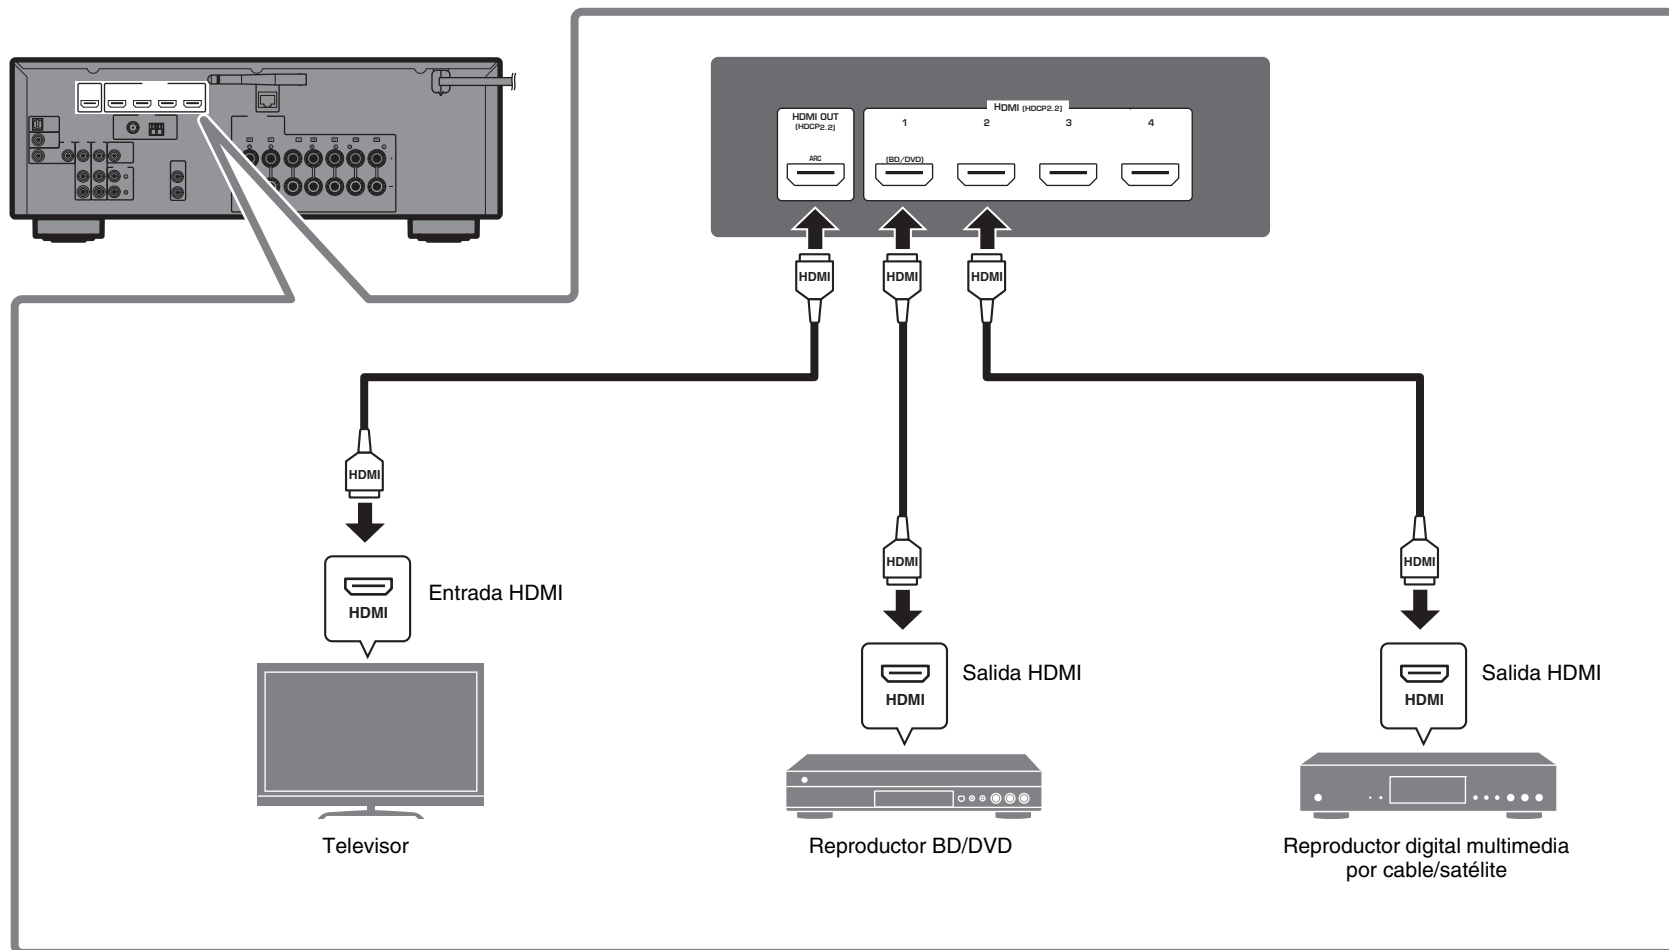 HDMI (HDCP2.2)
HDMI OUT
(HDCP2.2)
1 2 3 4
ARC
(BD/DVD)
HDMI HDMI HDMI
HDMI
HDMI HDMI
HDMI
Entrada HDMI
HDMI
Salida HDMI
HDMI
Salida HDMI
Televisor
Reproductor BD/DVD
Reproductor digital multimedia
por cable/satélite